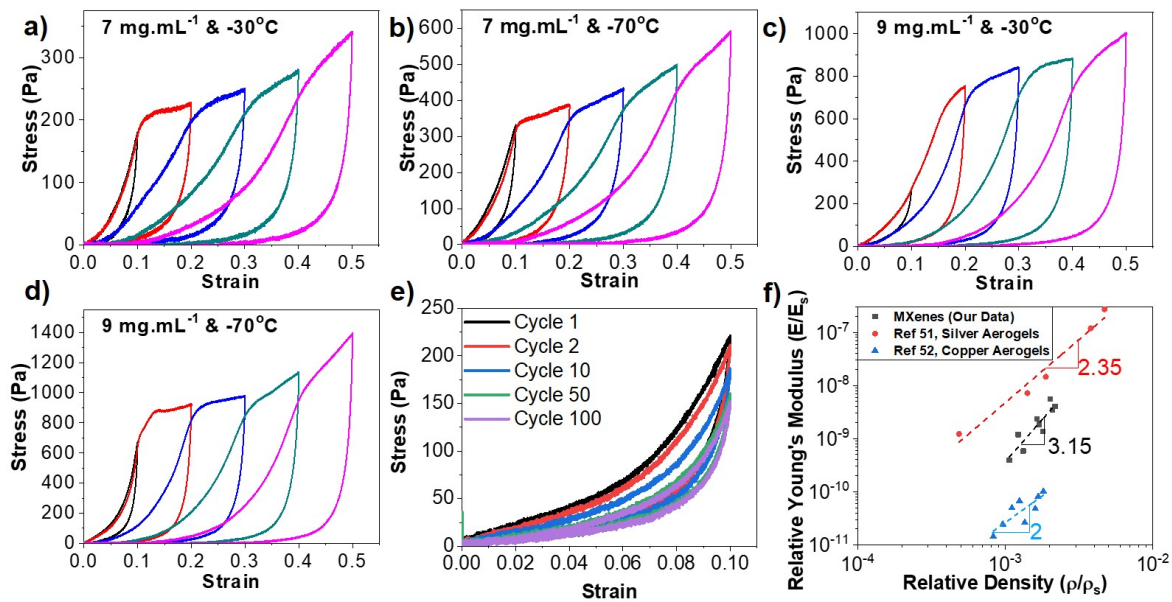 a) 7 mg.mL⁻¹ & -30°C
Stress (Pa)
300
200
100
0
0.0 0.1 0.2 0.3 0.4 0.5
Strain
b) 7 mg.mL⁻¹ & -70°C
Stress (Pa)
600
500
400
300
200
100
0
0.0 0.1 0.2 0.3 0.4 0.5
Strain
c) 9 mg.mL⁻¹ & -30°C
Stress (Pa)
1000
800
600
400
200
0
0.0 0.1 0.2 0.3 0.4 0.5
Strain
d) 9 mg.mL⁻¹ & -70°C
Stress (Pa)
1400
1200
1000
800
600
400
200
0
0.0 0.1 0.2 0.3 0.4 0.5
Strain
e)
Stress (Pa)
250
200
150
100
50
0
Cycle 1
Cycle 2
Cycle 10
Cycle 50
Cycle 100
0.00 0.02 0.04 0.06 0.08 0.10
Strain
f)
Relative Young's Modulus (E/Eₛ)
10⁻⁷
10⁻⁸
10⁻⁹
10⁻¹⁰
10⁻¹¹
MXenes (Our Data)
Ref 51, Silver Aerogels
Ref 52, Copper Aerogels
2.35
3.15
2
10⁻⁴ 10⁻³ 10⁻²
Relative Density (ρ/ρₛ)